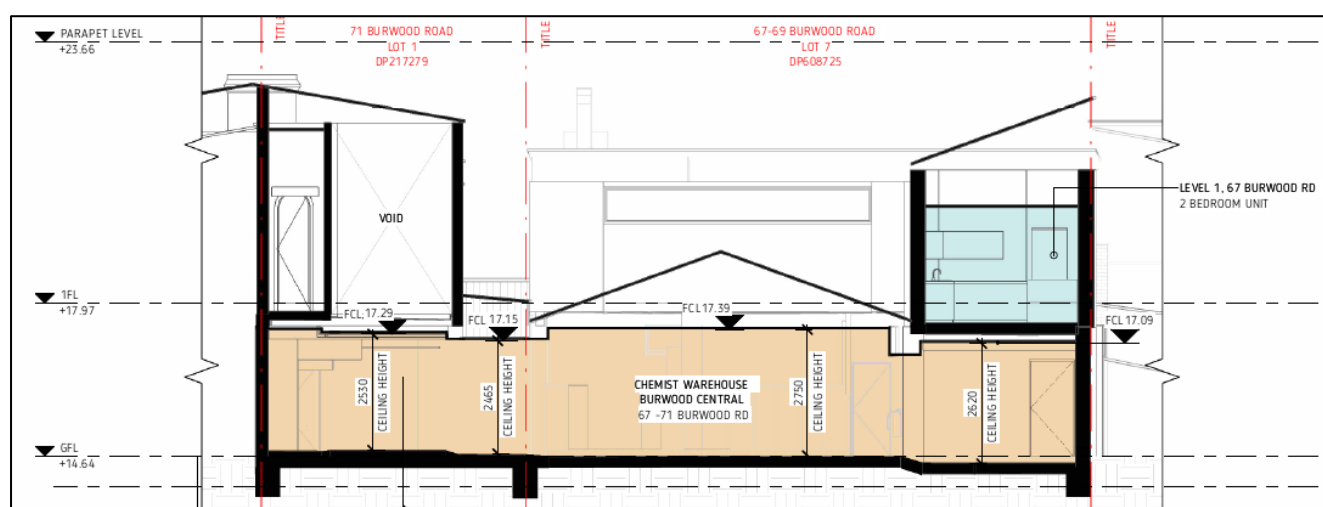 PARAPET LEVEL
+23.66
TITLE
71 BURWOOD ROAD
LOT 1
DP217279
TITLE
67-69 BURWOOD ROAD
LOT 7
DP608725
TITLE
VOID
LEVEL 1, 67 BURWOOD RD
2 BEDROOM UNIT
1FL
+17.97
FCL 17.29
FCL 17.15
FCL 17.39
FCL 17.09
2530
CEILING HEIGHT
2465
CEILING HEIGHT
CHEMIST WAREHOUSE
BURWOOD CENTRAL
67 -71 BURWOOD RD
2750
CEILING HEIGHT
2620
CEILING HEIGHT
GFL
+14.64